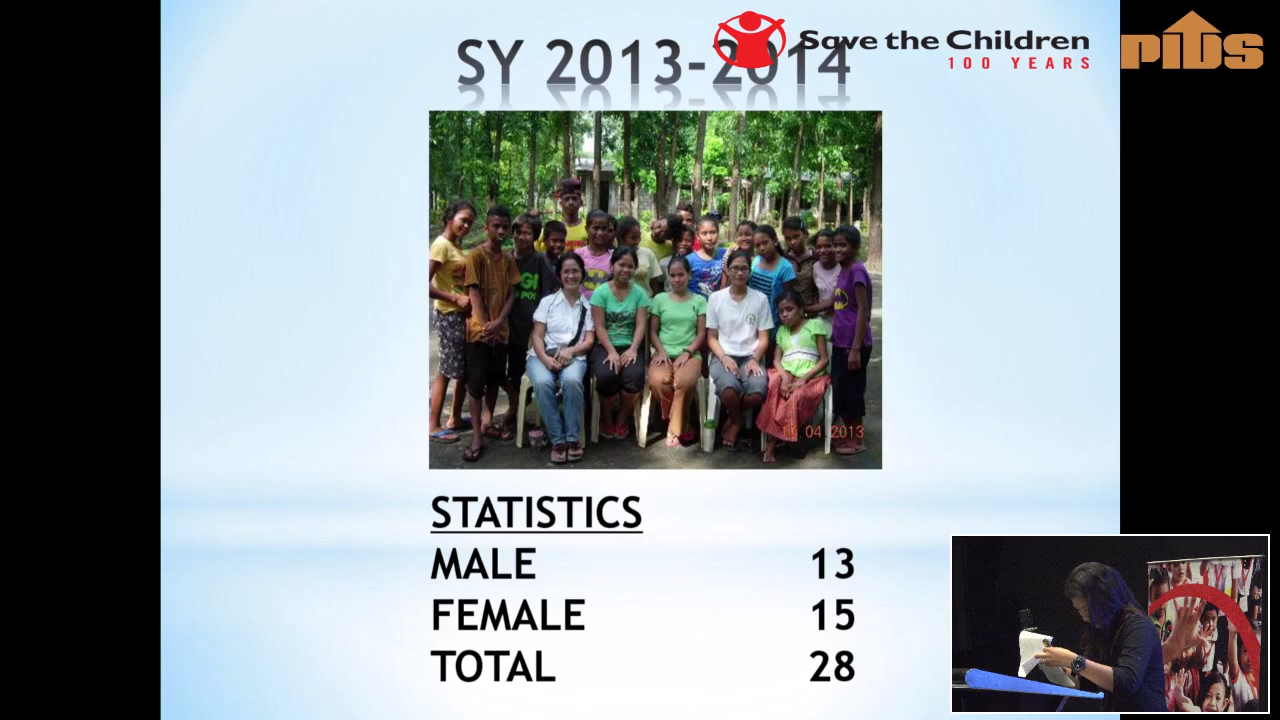 SY 2013-2014
Save the Children
100 YEARS
PIDS
04 2013
STATISTICS
MALE 13
FEMALE 15
TOTAL 28